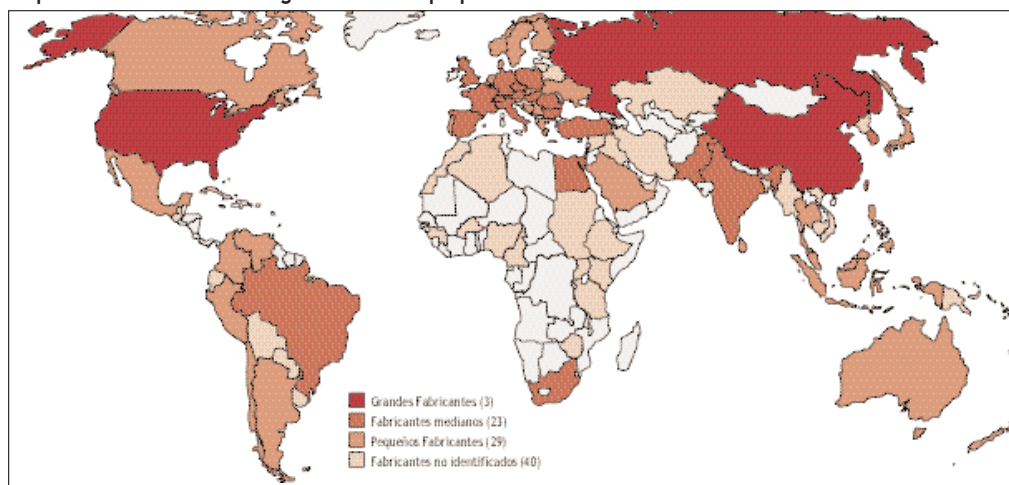 Grandes Fabricantes (3)
Fabricantes medianos (23)
Pequeños Fabricantes (29)
Fabricantes no identificados (40)